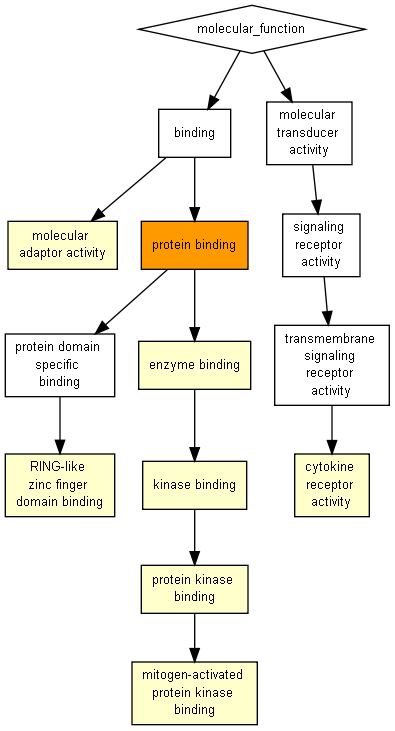 molecular_function
binding
molecular
transducer
activity
molecular
adaptor activity
protein binding
signaling
receptor
activity
protein domain
specific
binding
enzyme binding
transmembrane
signaling
receptor
activity
RING-like
zinc finger
domain binding
kinase binding
cytokine
receptor
activity
protein kinase
binding
mitogen-activated
protein kinase
binding